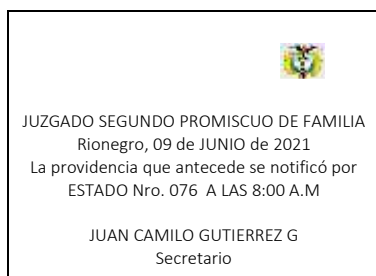 JUZGADO SEGUNDO PROMISCUO DE FAMILIA
Rionegro, 09 de JUNIO de 2021
La providencia que antecede se notificó por
ESTADO Nro. 076 A LAS 8:00 A.M
JUAN CAMILO GUTIERREZ G
Secretario